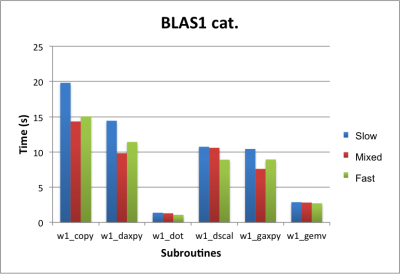 BLAS1 cat.
25
20
15
10
5
0
Time (s)
w1_copy w1_daxpy w1_dot w1_dscal w1_gaxpy w1_gemv
Subroutines
Slow
Mixed
Fast